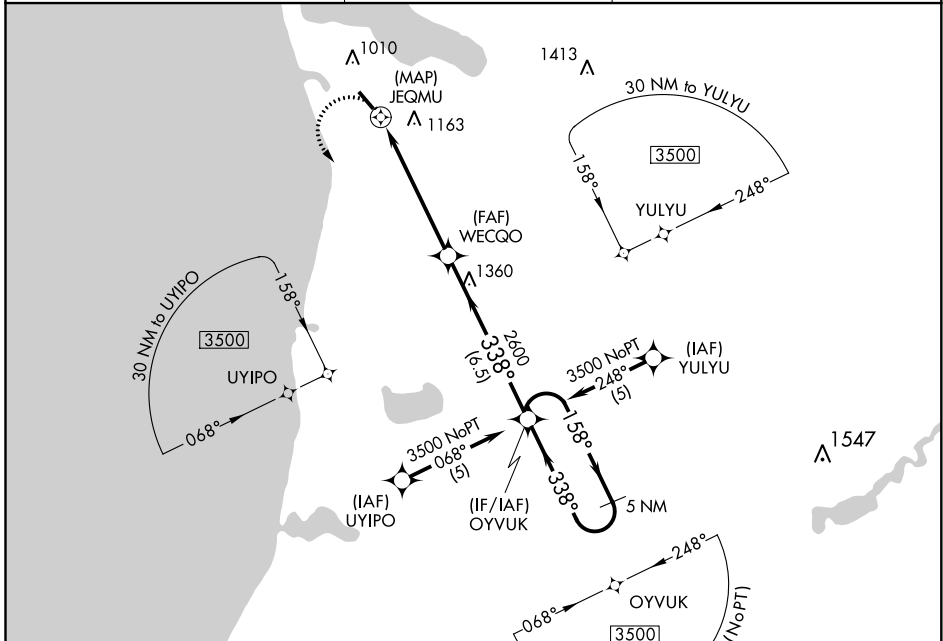 1010
1413
(MAP)
JEQMU
1163
30 NM to YULYU
3500
158°
248°
YULYU
(FAF)
WECQO
1360
30 NM to UYIPO
158°
3500
UYIPO
068°
2600
338°
(6.5)
3500 NoPT
248°
(5)
(IAF)
YULYU
3500 NoPT
068°
(5)
158°
338°
1547
(IAF)
UYIPO
(IF/IAF)
OYVUK
5 NM
248°
068°
OYVUK
3500
(NoPT)